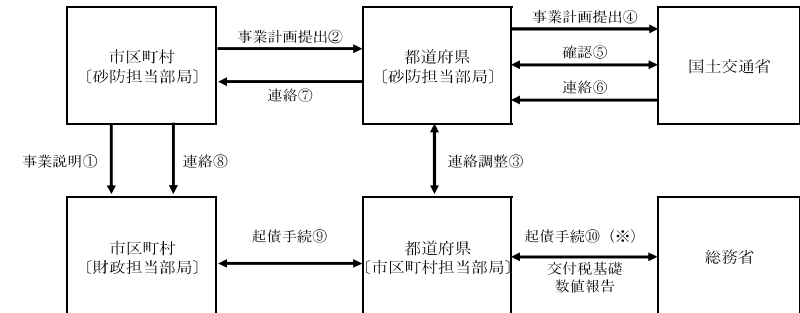 市区町村
〔砂防担当部局〕
事業計画提出②
連絡⑦
都道府県
〔砂防担当部局〕
事業計画提出④
確認⑤
連絡⑥
国土交通省
事業説明①
連絡⑧
連絡調整③
市区町村
〔財政担当部局〕
起債手続⑨
都道府県
〔市区町村担当部局〕
起債手続⑩（※）
交付税基礎
数値報告
総務省